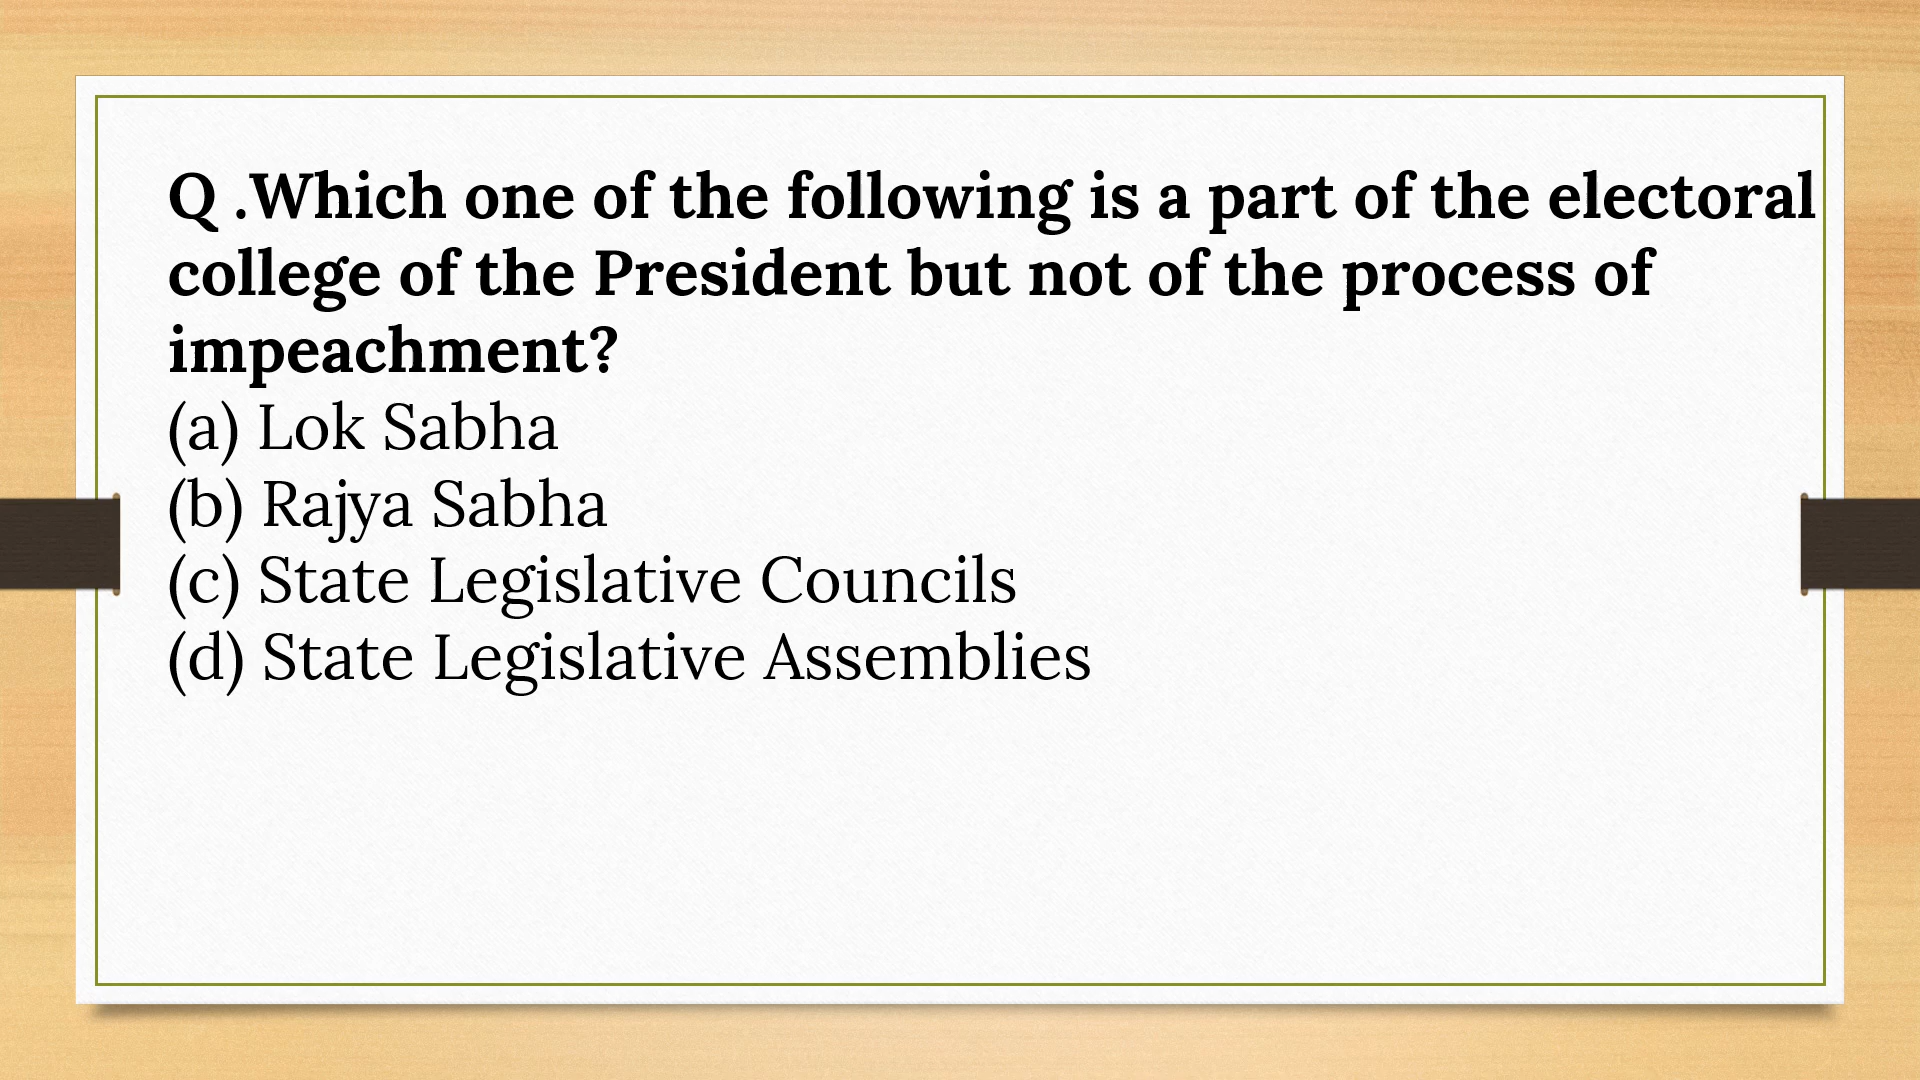 Q .Which one of the following is a part of the electoral
college of the President but not of the process of
impeachment?
(a) Lok Sabha
(b) Rajya Sabha
(c) State Legislative Councils
(d) State Legislative Assemblies